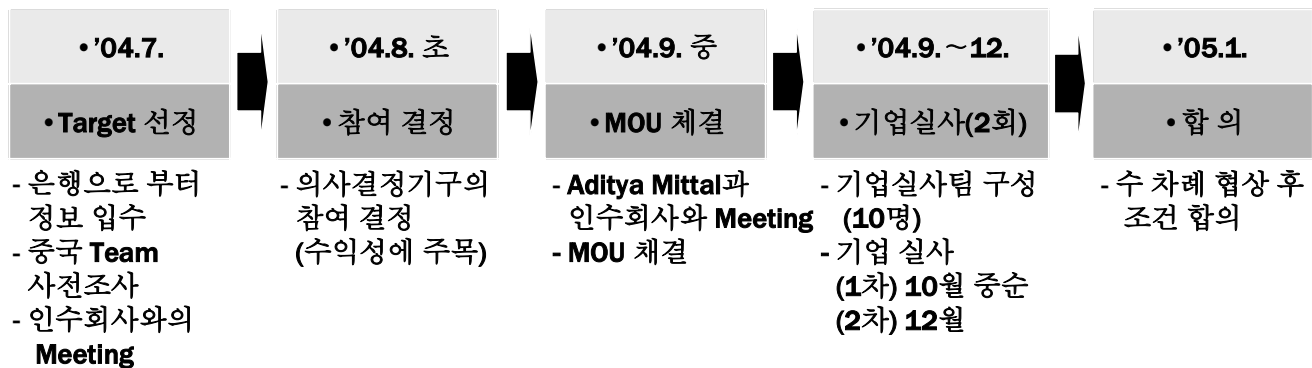 • ’04.7.
• Target 선정
- 은행으로 부터
정보 입수
- 중국 Team
사전조사
- 인수회사와의
Meeting
• ’04.8. 초
• 참여 결정
- 의사결정기구의
참여 결정
(수익성에 주목)
• ’04.9. 중
• MOU 체결
- Aditya Mittal과
인수회사와 Meeting
- MOU 채결
• ’04.9. ~ 12.
• 기업실사(2회)
- 기업실사팀 구성
(10명)
- 기업 실사
(1차) 10월 중순
(2차) 12월
• ’05.1.
• 합 의
- 수 차례 협상 후
조건 합의